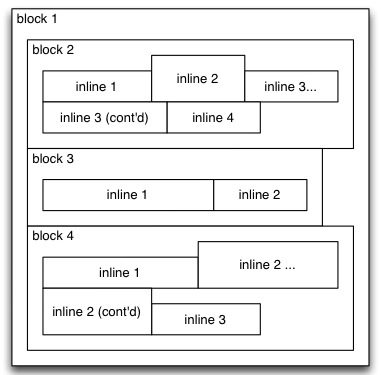 block 1
block 2
inline 1
inline 2
inline 3...
inline 3 (cont'd)
inline 4
block 3
inline 1
inline 2
block 4
inline 1
inline 2 ...
inline 2 (cont'd)
inline 3